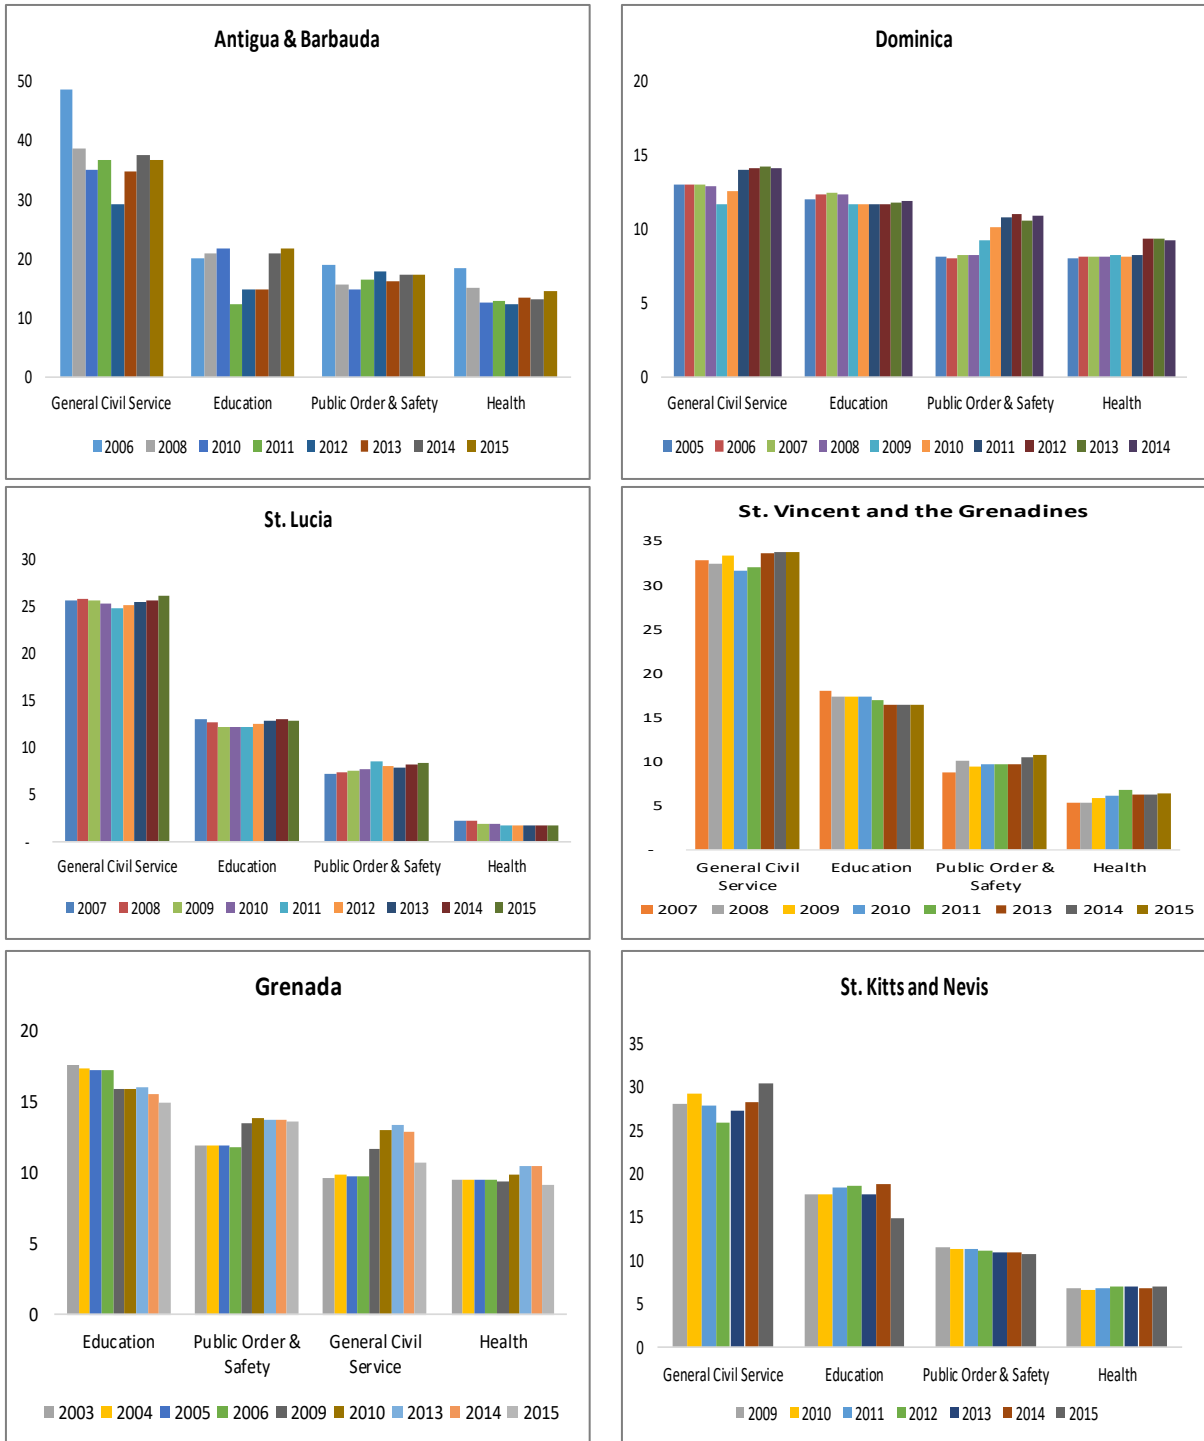 Antigua & Barbauda
50
40
30
20
10
0
General Civil Service Education Public Order & Safety Health
2006 2008 2010 2011 2012 2013 2014 2015
Dominica
20
15
10
5
0
General Civil Service Education Public Order & Safety Health
2005 2006 2007 2008 2009 2010 2011 2012 2013 2014
St. Lucia
30
25
20
15
10
5
-
General Civil Service Education Public Order & Safety Health
2007 2008 2009 2010 2011 2012 2013 2014 2015
St. Vincent and the Grenadines
35
30
25
20
15
10
5
-
General Civil Education Public Order & Health
Service Safety
2007 2008 2009 2010 2011 2013 2014 2015
Grenada
20
15
10
5
0
Education Public Order & General Civil Health
Safety Service
2003 2004 2005 2006 2009 2010 2013 2014 2015
St. Kitts and Nevis
35
30
25
20
15
10
5
0
General Civil Service Education Public Order & Safety Health
2009 2010 2011 2012 2013 2014 2015